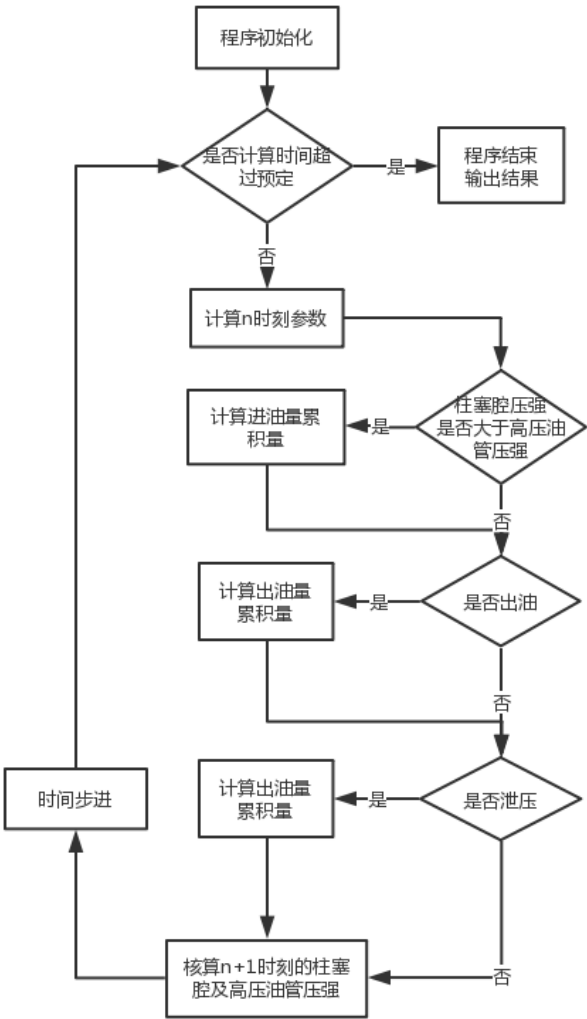 程序初始化
是否计算时间超
过预定
是
程序结束
输出结果
否
计算n时刻参数
柱塞腔压强
是否大于高压油
管压强
是
计算进油量累
积量
否
是否出油
是
计算出油量
累积量
否
是否泄压
是
计算出油量
累积量
时间步进
否
核算n+1时刻的柱塞
腔及高压油管压强